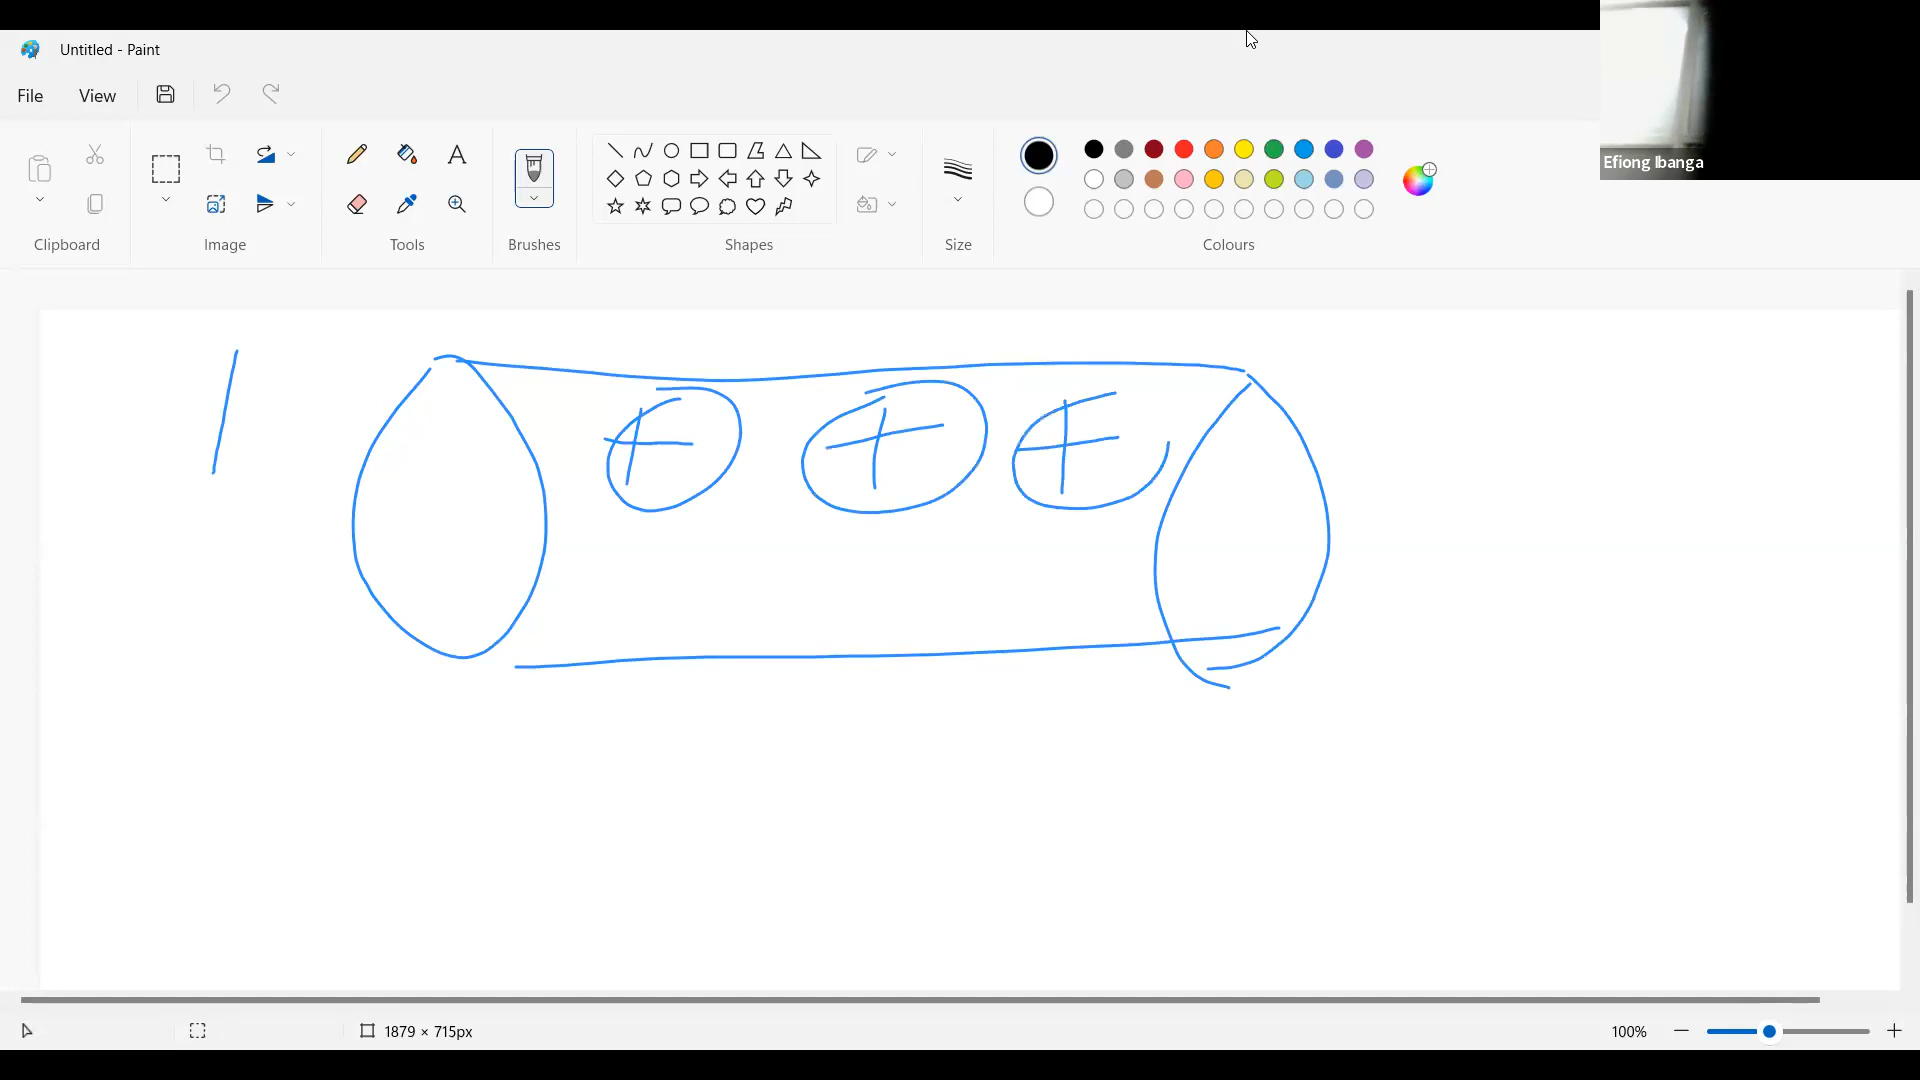 Untitled - Paint
File View
Clipboard Image Tools Brushes Shapes Size Colours
Efiong Ibanga
1879 × 715px
100%